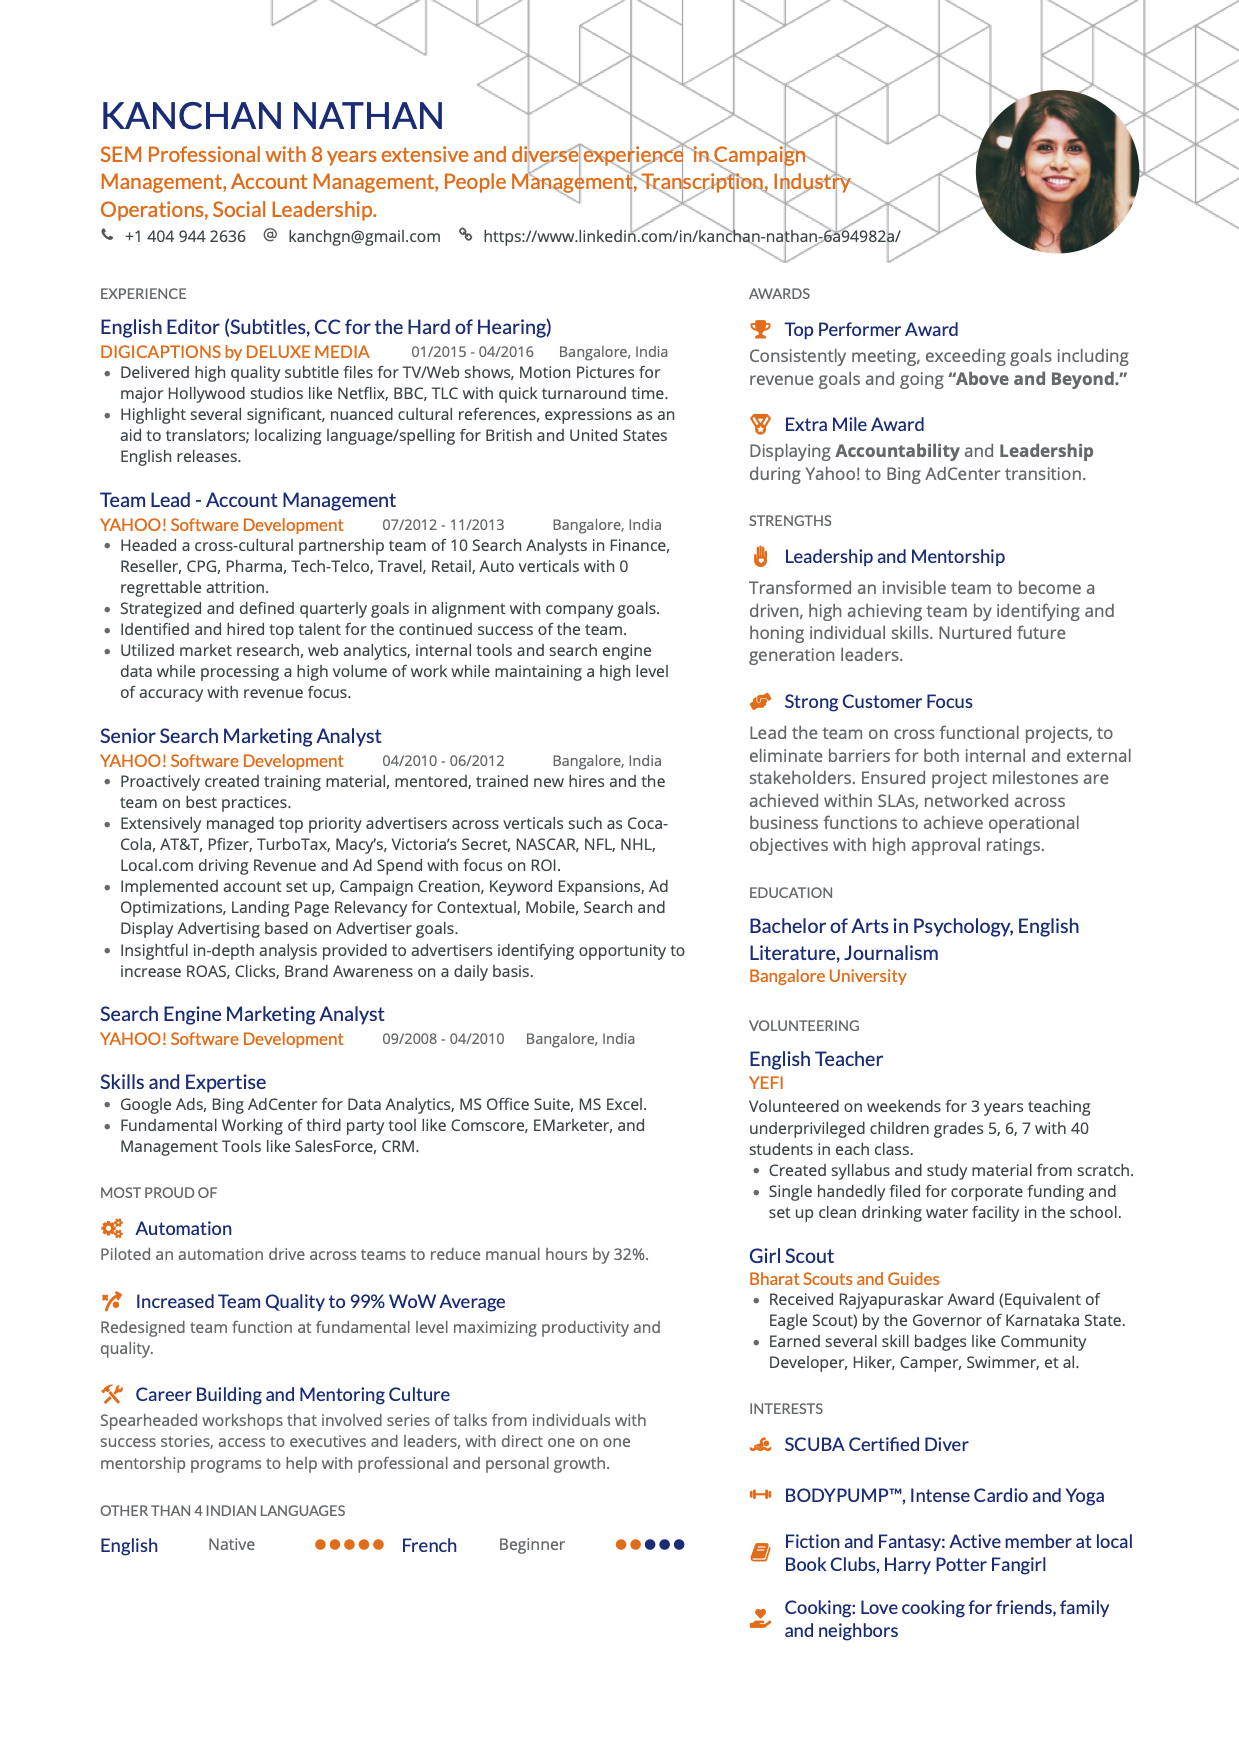 KANCHAN NATHAN
SEM Professional with 8 years extensive and diverse experience in Campaign
Management, Account Management, People Management, Transcription, Industry
Operations, Social Leadership.
+1 404 944 2636 @ kanchgn@gmail.com https://www.linkedin.com/in/kanchan-nathan-6a94982a/
EXPERIENCE
English Editor (Subtitles, CC for the Hard of Hearing)
DIGICAPTIONS by DELUXE MEDIA 01/2015 - 04/2016 Bangalore, India
• Delivered high quality subtitle files for TV/Web shows, Motion Pictures for
major Hollywood studios like Netflix, BBC, TLC with quick turnaround time.
• Highlight several significant, nuanced cultural references, expressions as an
aid to translators; localizing language/spelling for British and United States
English releases.
Team Lead - Account Management
YAHOO! Software Development 07/2012 - 11/2013 Bangalore, India
• Headed a cross-cultural partnership team of 10 Search Analysts in Finance,
Reseller, CPG, Pharma, Tech-Telco, Travel, Retail, Auto verticals with 0
regrettable attrition.
• Strategized and defined quarterly goals in alignment with company goals.
• Identified and hired top talent for the continued success of the team.
• Utilized market research, web analytics, internal tools and search engine
data while processing a high volume of work while maintaining a high level
of accuracy with revenue focus.
Senior Search Marketing Analyst
YAHOO! Software Development 04/2010 - 06/2012 Bangalore, India
• Proactively created training material, mentored, trained new hires and the
team on best practices.
• Extensively managed top priority advertisers across verticals such as Coca-
Cola, AT&T, Pfizer, TurboTax, Macy’s, Victoria’s Secret, NASCAR, NFL, NHL,
Local.com driving Revenue and Ad Spend with focus on ROI.
• Implemented account set up, Campaign Creation, Keyword Expansions, Ad
Optimizations, Landing Page Relevancy for Contextual, Mobile, Search and
Display Advertising based on Advertiser goals.
• Insightful in-depth analysis provided to advertisers identifying opportunity to
increase ROAS, Clicks, Brand Awareness on a daily basis.
Search Engine Marketing Analyst
YAHOO! Software Development 09/2008 - 04/2010 Bangalore, India
Skills and Expertise
• Google Ads, Bing AdCenter for Data Analytics, MS Office Suite, MS Excel.
• Fundamental Working of third party tool like Comscore, EMarketer, and
Management Tools like SalesForce, CRM.
MOST PROUD OF
Automation
Piloted an automation drive across teams to reduce manual hours by 32%.
Increased Team Quality to 99% WoW Average
Redesigned team function at fundamental level maximizing productivity and
quality.
Career Building and Mentoring Culture
Spearheaded workshops that involved series of talks from individuals with
success stories, access to executives and leaders, with direct one on one
mentorship programs to help with professional and personal growth.
OTHER THAN 4 INDIAN LANGUAGES
English Native French Beginner
AWARDS
Top Performer Award
Consistently meeting, exceeding goals including
revenue goals and going “Above and Beyond.”
Extra Mile Award
Displaying Accountability and Leadership
during Yahoo! to Bing AdCenter transition.
STRENGTHS
Leadership and Mentorship
Transformed an invisible team to become a
driven, high achieving team by identifying and
honing individual skills. Nurtured future
generation leaders.
Strong Customer Focus
Lead the team on cross functional projects, to
eliminate barriers for both internal and external
stakeholders. Ensured project milestones are
achieved within SLAs, networked across
business functions to achieve operational
objectives with high approval ratings.
EDUCATION
Bachelor of Arts in Psychology, English
Literature, Journalism
Bangalore University
VOLUNTEERING
English Teacher
YEFI
Volunteered on weekends for 3 years teaching
underprivileged children grades 5, 6, 7 with 40
students in each class.
• Created syllabus and study material from scratch.
• Single handedly filed for corporate funding and
set up clean drinking water facility in the school.
Girl Scout
Bharat Scouts and Guides
• Received Rajyapuraskar Award (Equivalent of
Eagle Scout) by the Governor of Karnataka State.
• Earned several skill badges like Community
Developer, Hiker, Camper, Swimmer, et al.
INTERESTS
SCUBA Certified Diver
BODYPUMP™, Intense Cardio and Yoga
Fiction and Fantasy: Active member at local
Book Clubs, Harry Potter Fangirl
Cooking: Love cooking for friends, family
and neighbors